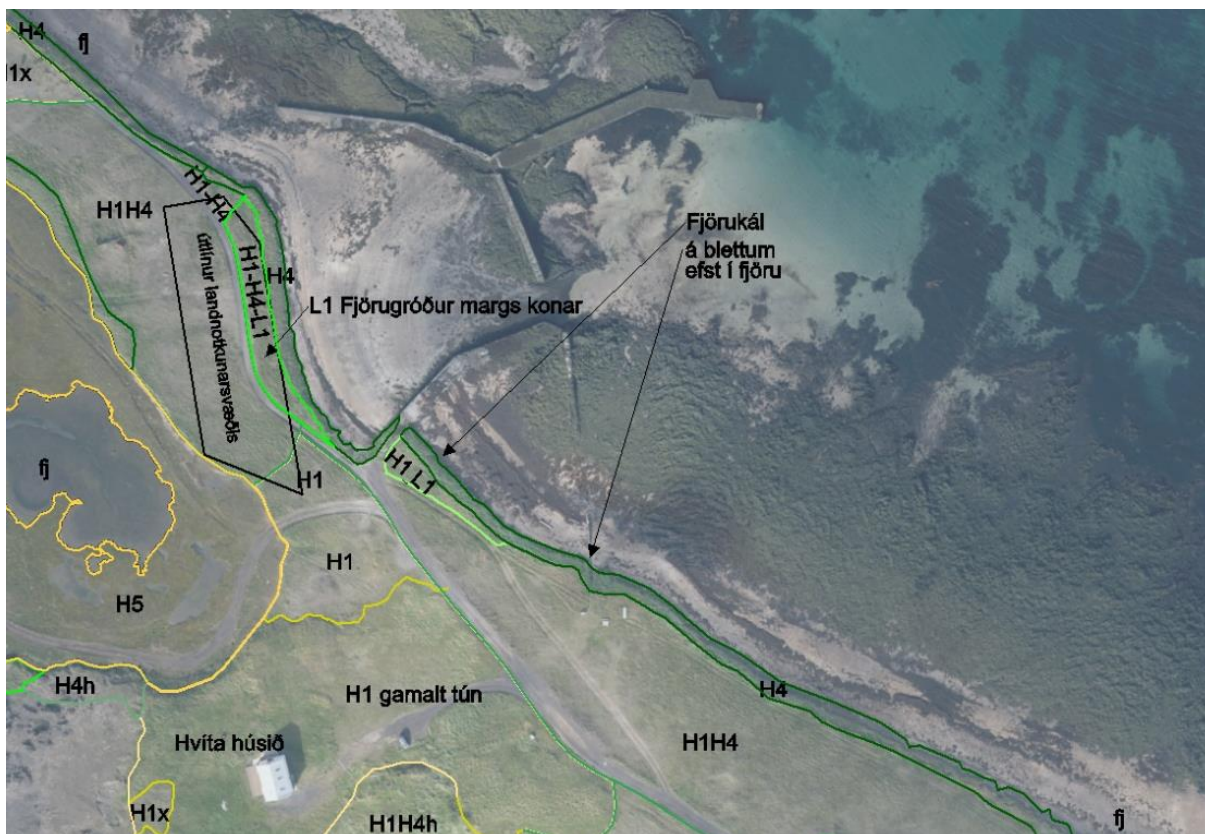 H4
fj
H1x
H1-H4
H1H4
Fjörukál
á blettum
efst í fjöru
útlínur landnotkunarsvæðis
H1-H4-L1
H4
L1 Fjörugróður margs konar
fj
H1 L1
H1
H1
H5
H4h
H1 gamalt tún
H4
Hvíta húsið
H1H4
H1x
H1H4h
fj